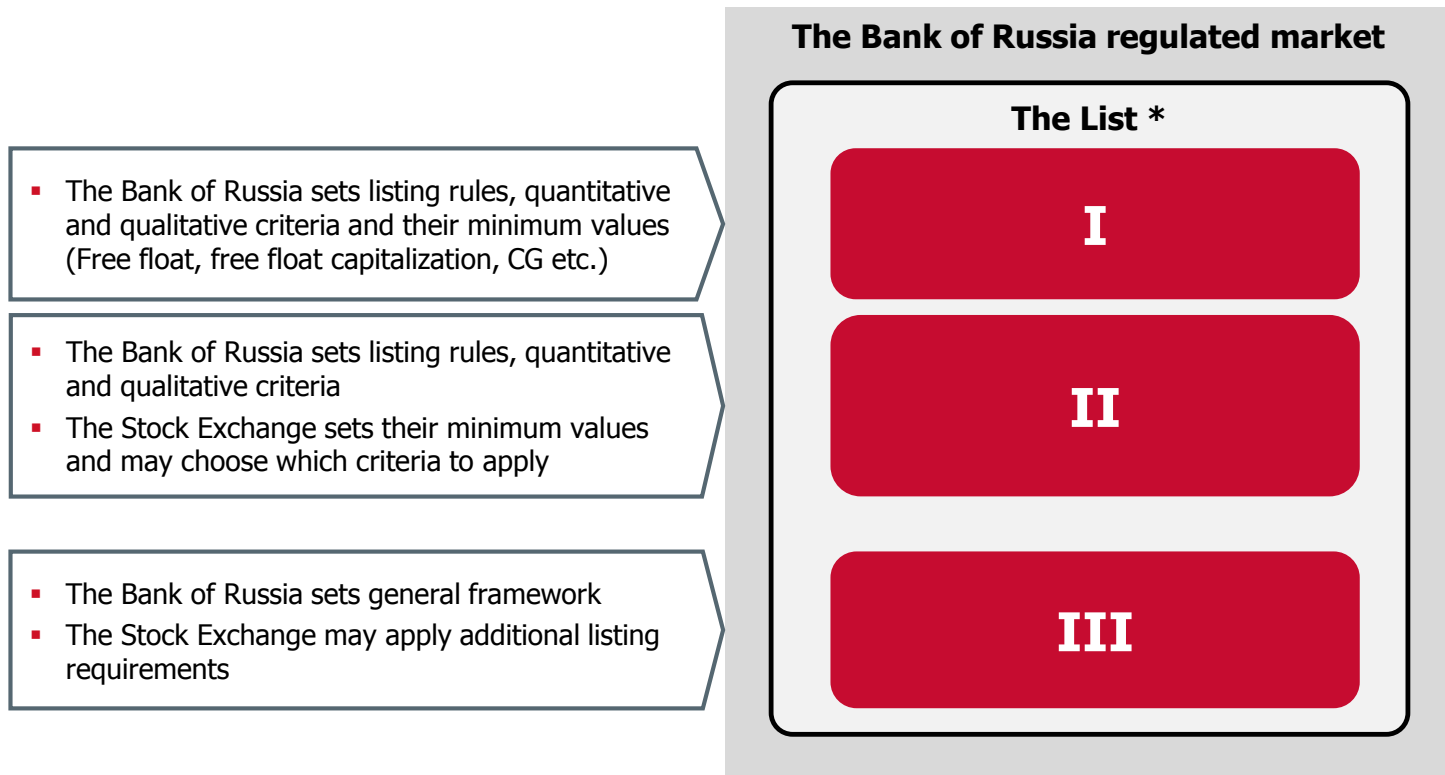 The Bank of Russia regulated market
The List *
▪ The Bank of Russia sets listing rules, quantitative
and qualitative criteria and their minimum values
(Free float, free float capitalization, CG etc.)
I
▪ The Bank of Russia sets listing rules, quantitative
and qualitative criteria
▪ The Stock Exchange sets their minimum values
and may choose which criteria to apply
II
▪ The Bank of Russia sets general framework
▪ The Stock Exchange may apply additional listing
requirements
III